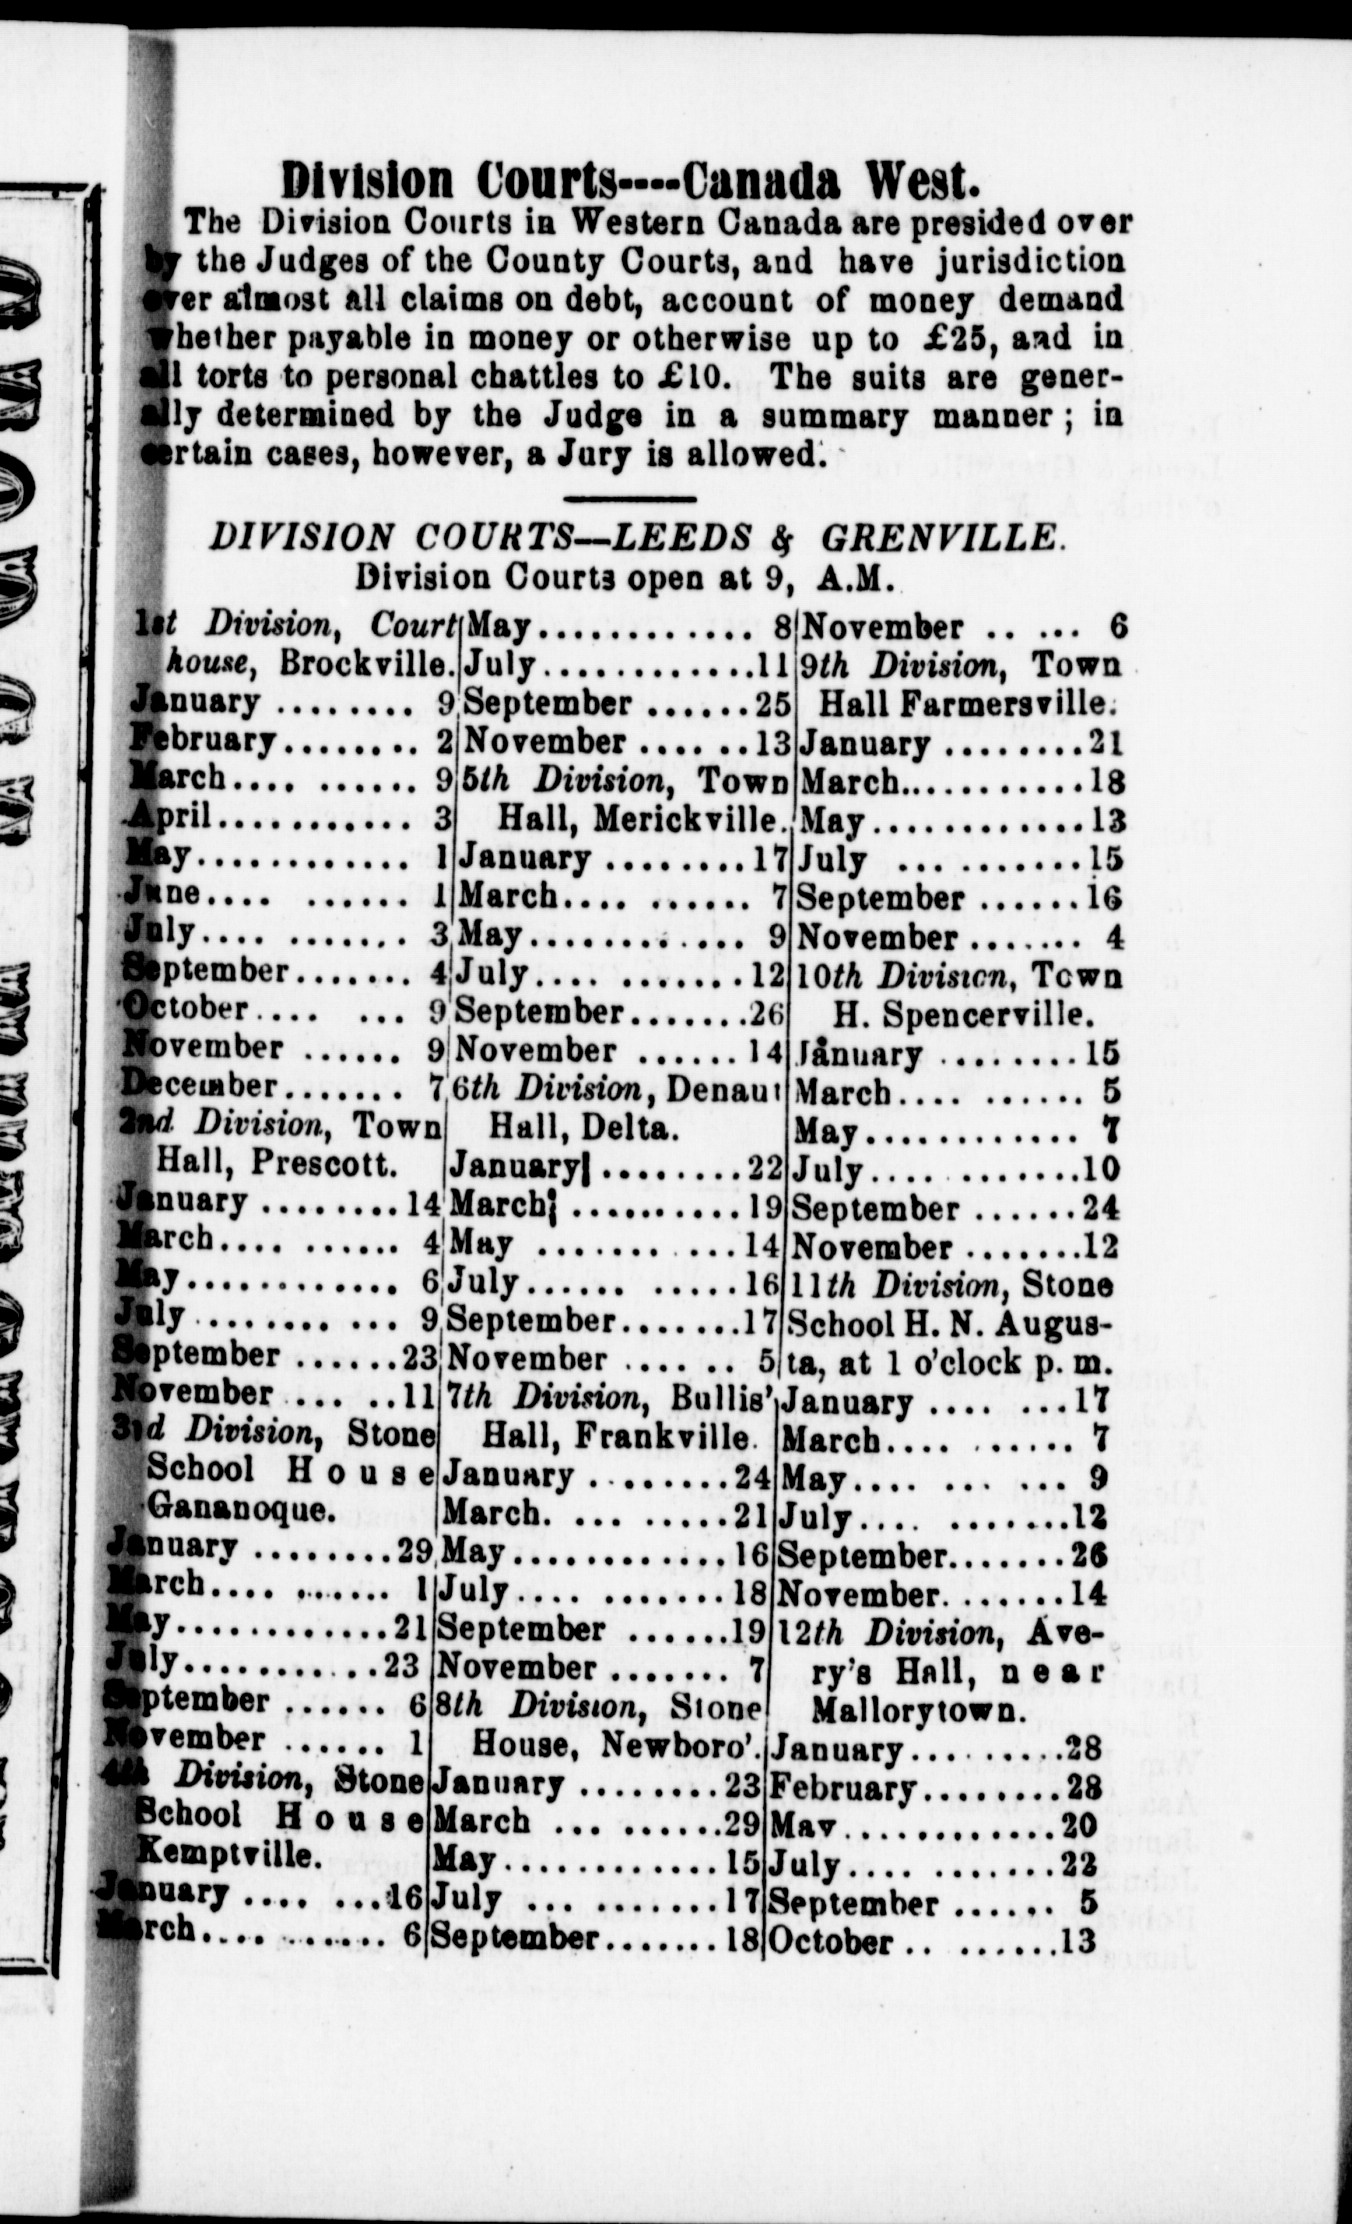 Division Courts----Canada West.
The Division Courts in Western Canada are presided over
by the Judges of the County Courts, and have jurisdiction
over almost all claims on debt, account of money demand
whether payable in money or otherwise up to £25, and in
all torts to personal chattles to £10. The suits are gener-
ally determined by the Judge in a summary manner ; in
certain cases, however, a Jury is allowed.
DIVISION COURTS—LEEDS & GRENVILLE.
Division Courts open at 9, A.M.
1st Division, Court
house, Brockville.
January ........ 9
February........ 2
March.... ...... 9
April............ 3
May............. 1
June.... ...... 1
July.... ........ 3
September....... 4
October.... ... 9
November ...... 9
December....... 7
2nd Division, Town
Hall, Prescott.
January ........14
March.... ...... 4
May............. 6
July ........ ... 9
September ......23
November .... ..11
3rd Division, Stone
School House
Gananoque.
January ........29
March.... ....... 1
May.............21
July............23
September ...... 6
November ...... 1
4th Division, Stone
School House
Kemptville.
January .... ...16
March.... ....... 6
May............. 8
July.............11
September ......25
November .... ..13
5th Division, Town
Hall, Merickville.
January ........17
March.... ...... 7
May............. 9
July.... ........12
September.......26
November ......14
6th Division, Denaut
Hall, Delta.
January ........22
March ..........19
May ........ ...14
July...... .....16
September.......17
November .... .. 5
7th Division, Bullis'
Hall, Frankville.
January ........24
March. ... .....21
May.............16
July.... ........18
September ......19
November ....... 7
8th Division, Stone
House, Newboro'.
January ........23
March ... ......29
May.............15
July ... ........17
September.......18
November .. ... 6
9th Division, Town
Hall Farmersville.
January ........21
March...........18
May.............13
July ... ........15
September ......16
November ....... 4
10th Division, Town
H. Spencerville.
January ........15
March.... ...... 5
May............. 7
July.... ........10
September ......24
November .......12
11th Division, Stone
School H. N. Augus-
ta, at 1 o'clock p. m.
January .... ...17
March.... ...... 7
May.... ... ... 9
July.... ........12
September.......26
November. .......14
12th Division, Ave-
ry's Hall, near
Mallorytown.
January... ......28
February........28
May.............20
July.... ........22
September ...... 5
October .. .......13